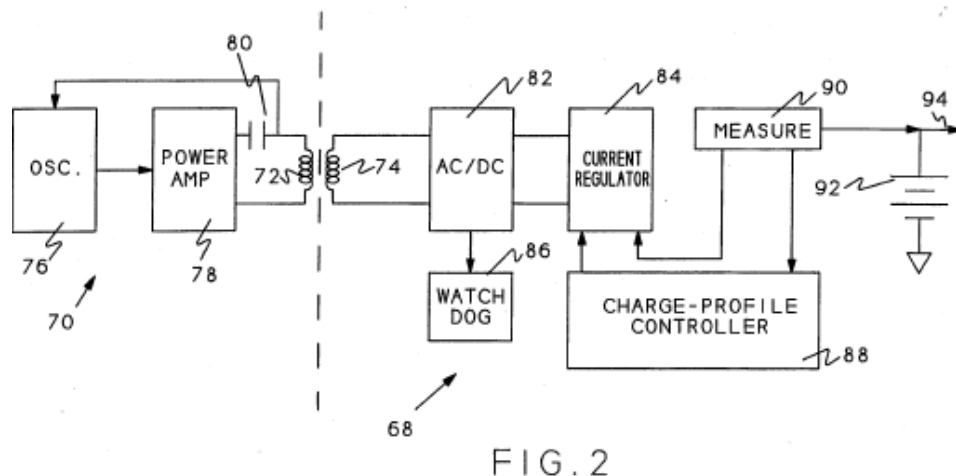 80
82
84
90
94
OSC.
POWER
AMP
72
74
AC/DC
CURRENT
REGULATOR
MEASURE
92
76
78
86
70
WATCH
DOG
CHARGE-PROFILE
CONTROLLER
88
68
FIG.2